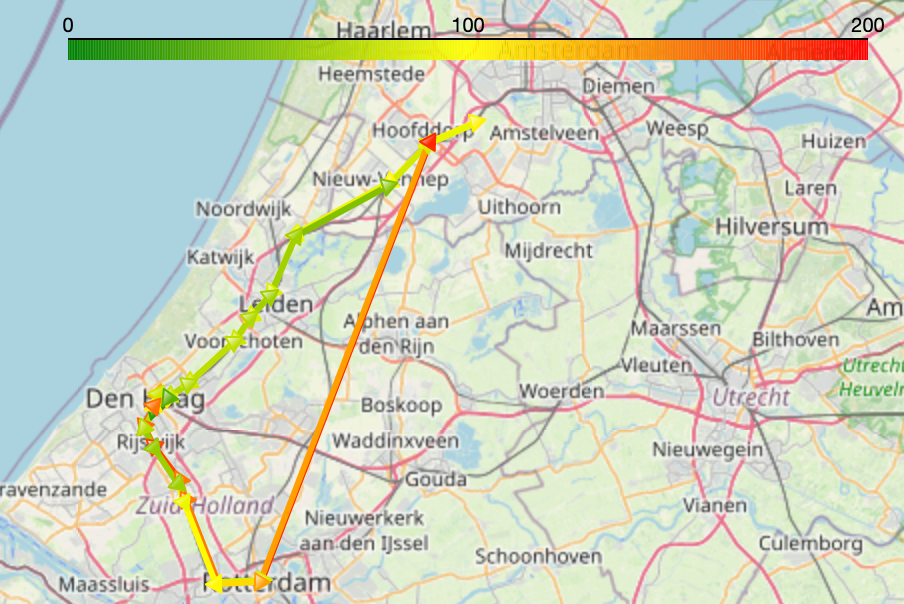 0 100 200
Haarlem
Amsterdam
Almere
Heemstede
Diemen
Hoofddorp
Amstelveen
Weesp
Huizen
Nieuw-Vennep
Laren
Noordwijk
Uithoorn
Hilversum
Katwijk
Mijdrecht
Leiden
Am
Alphen aan
den Rijn
Maarssen
Voorschoten
Bilthoven
Vleuten
Utrecht
Heuvelr
Den Haag
Woerden
Utrecht
Boskoop
Rijswijk
Waddinxveen
Nieuwegein
Gouda
ravenzande
Zuid-Holland
Vianen
Nieuwerkerk
aan den IJssel
Culemborg
Schoonhoven
Maassluis
Rotterdam